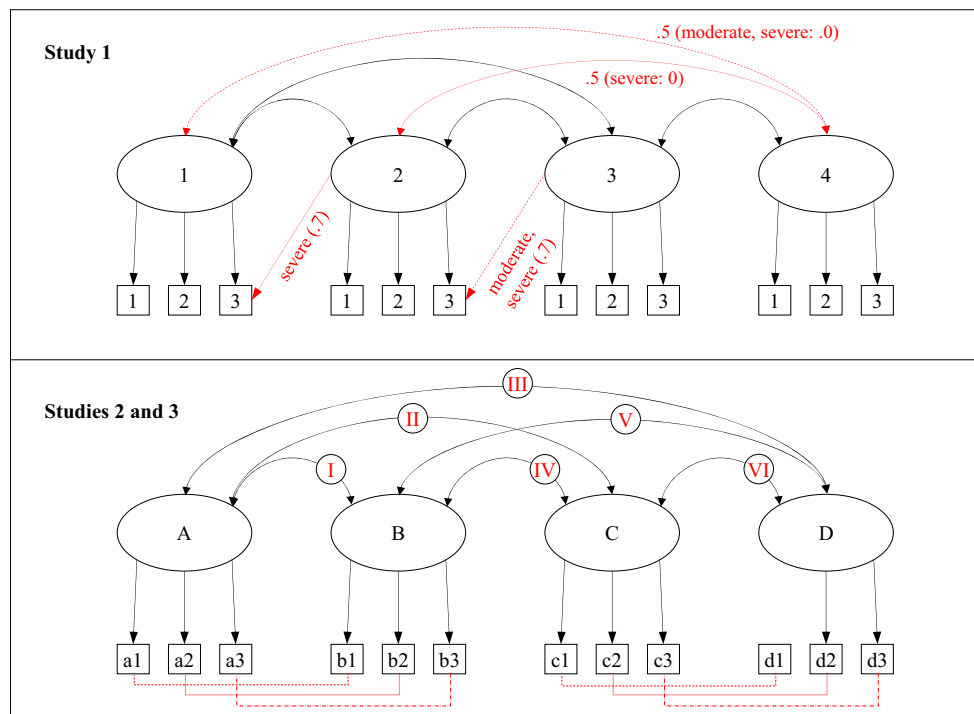 .5 (moderate, severe: .0)
Study 1
.5 (severe: 0)
1 2 3 4
severe (.7)
moderate,
severe (.7)
1 2 3 1 2 3 1 2 3 1 2 3
III
Studies 2 and 3
II V
I IV VI
A B C D
a1 a2 a3 b1 b2 b3 c1 c2 c3 d1 d2 d3